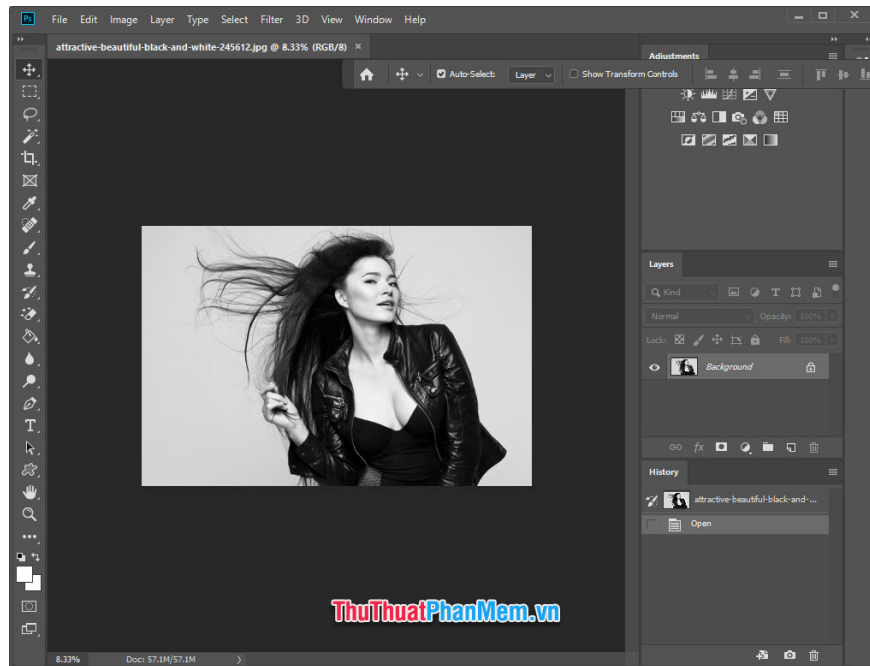 Ps File Edit Image Layer Type Select Filter 3D View Window Help
attractive-beautiful-black-and-white-245612.jpg @ 8.33% (RGB/8) ×
Adjustments
Auto-Select: Layer Show Transform Controls
Layers
Kind
Normal Opacity: 100%
Lock: Fill: 100%
Background
fx
History
attractive-beautiful-black-and-...
Open
ThuThuatPhanMem.vn
8.33% Doc: 57.1M/57.1M